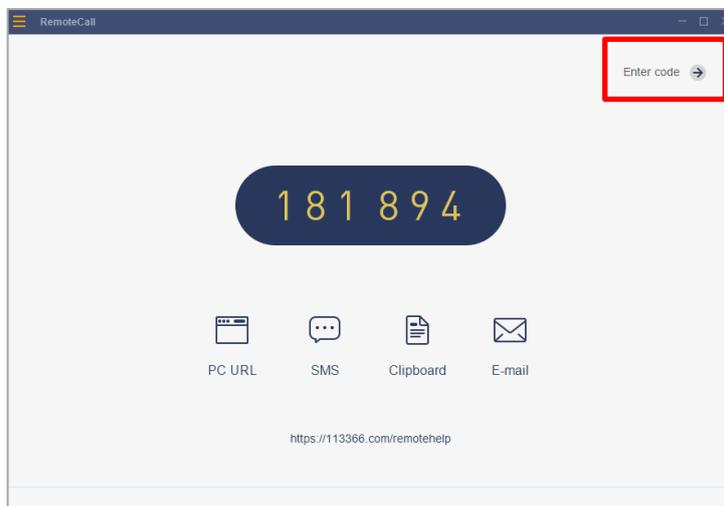 RemoteCall
Enter code
181 894
PC URL SMS Clipboard E-mail
https://113366.com/remotehelp